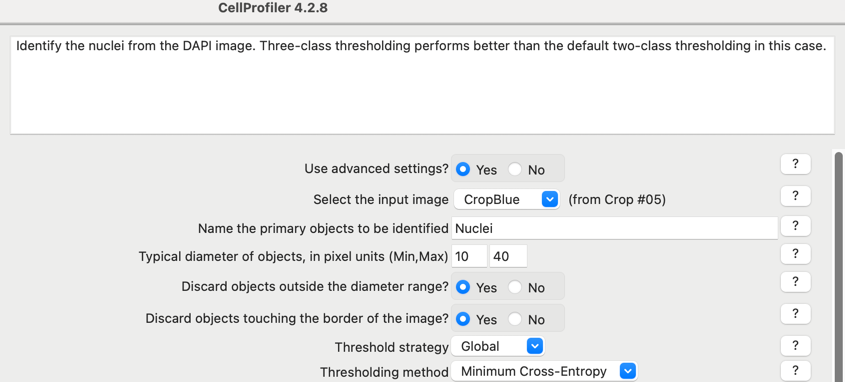 CellProfiler 4.2.8
Identify the nuclei from the DAPI image. Three-class thresholding performs better than the default two-class thresholding in this case.
Use advanced settings? Yes No ?
Select the input image CropBlue (from Crop #05) ?
Name the primary objects to be identified Nuclei ?
Typical diameter of objects, in pixel units (Min,Max) 10 40 ?
Discard objects outside the diameter range? Yes No ?
Discard objects touching the border of the image? Yes No ?
Threshold strategy Global ?
Thresholding method Minimum Cross-Entropy ?